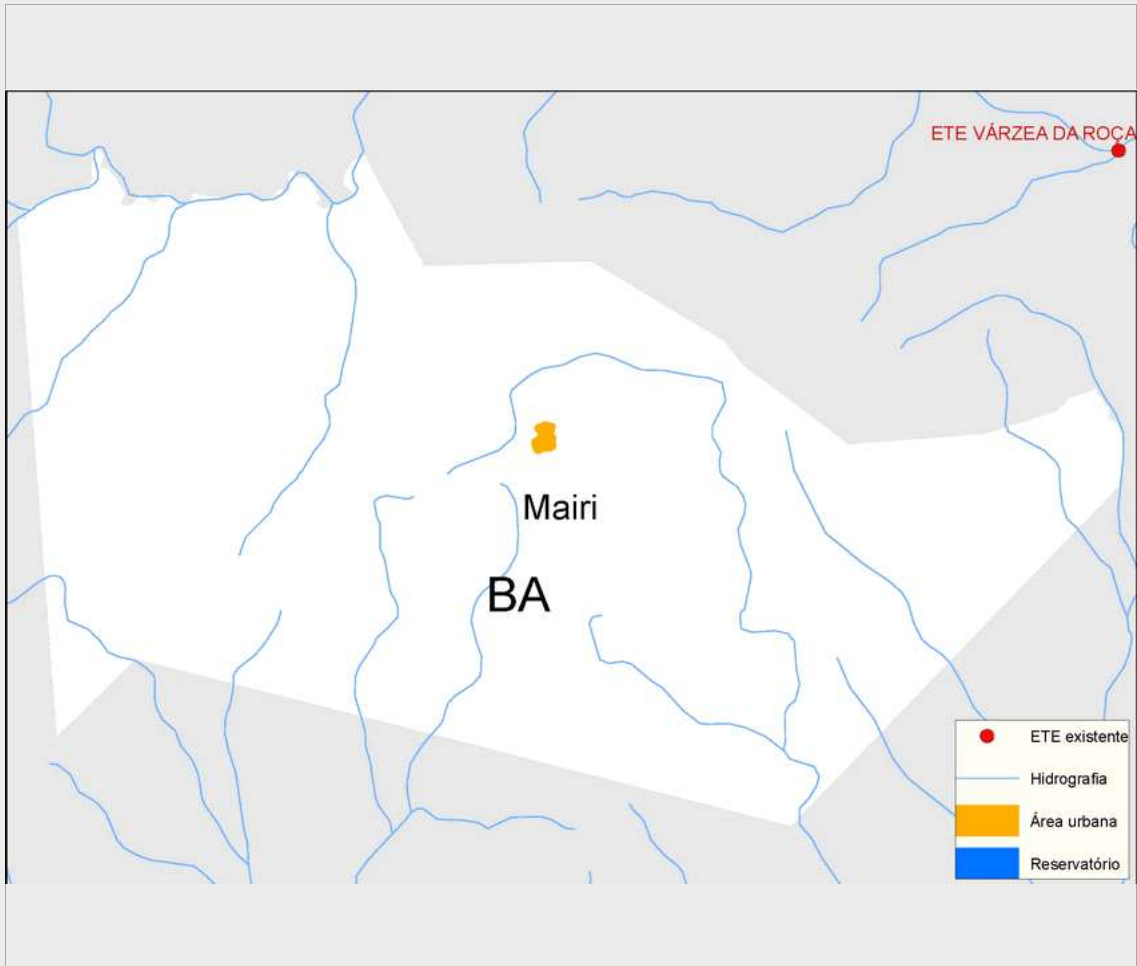 ETE VÁRZEA DA ROÇA
Mairi
BA
ETE existente
Hidrografia
Área urbana
Reservatório